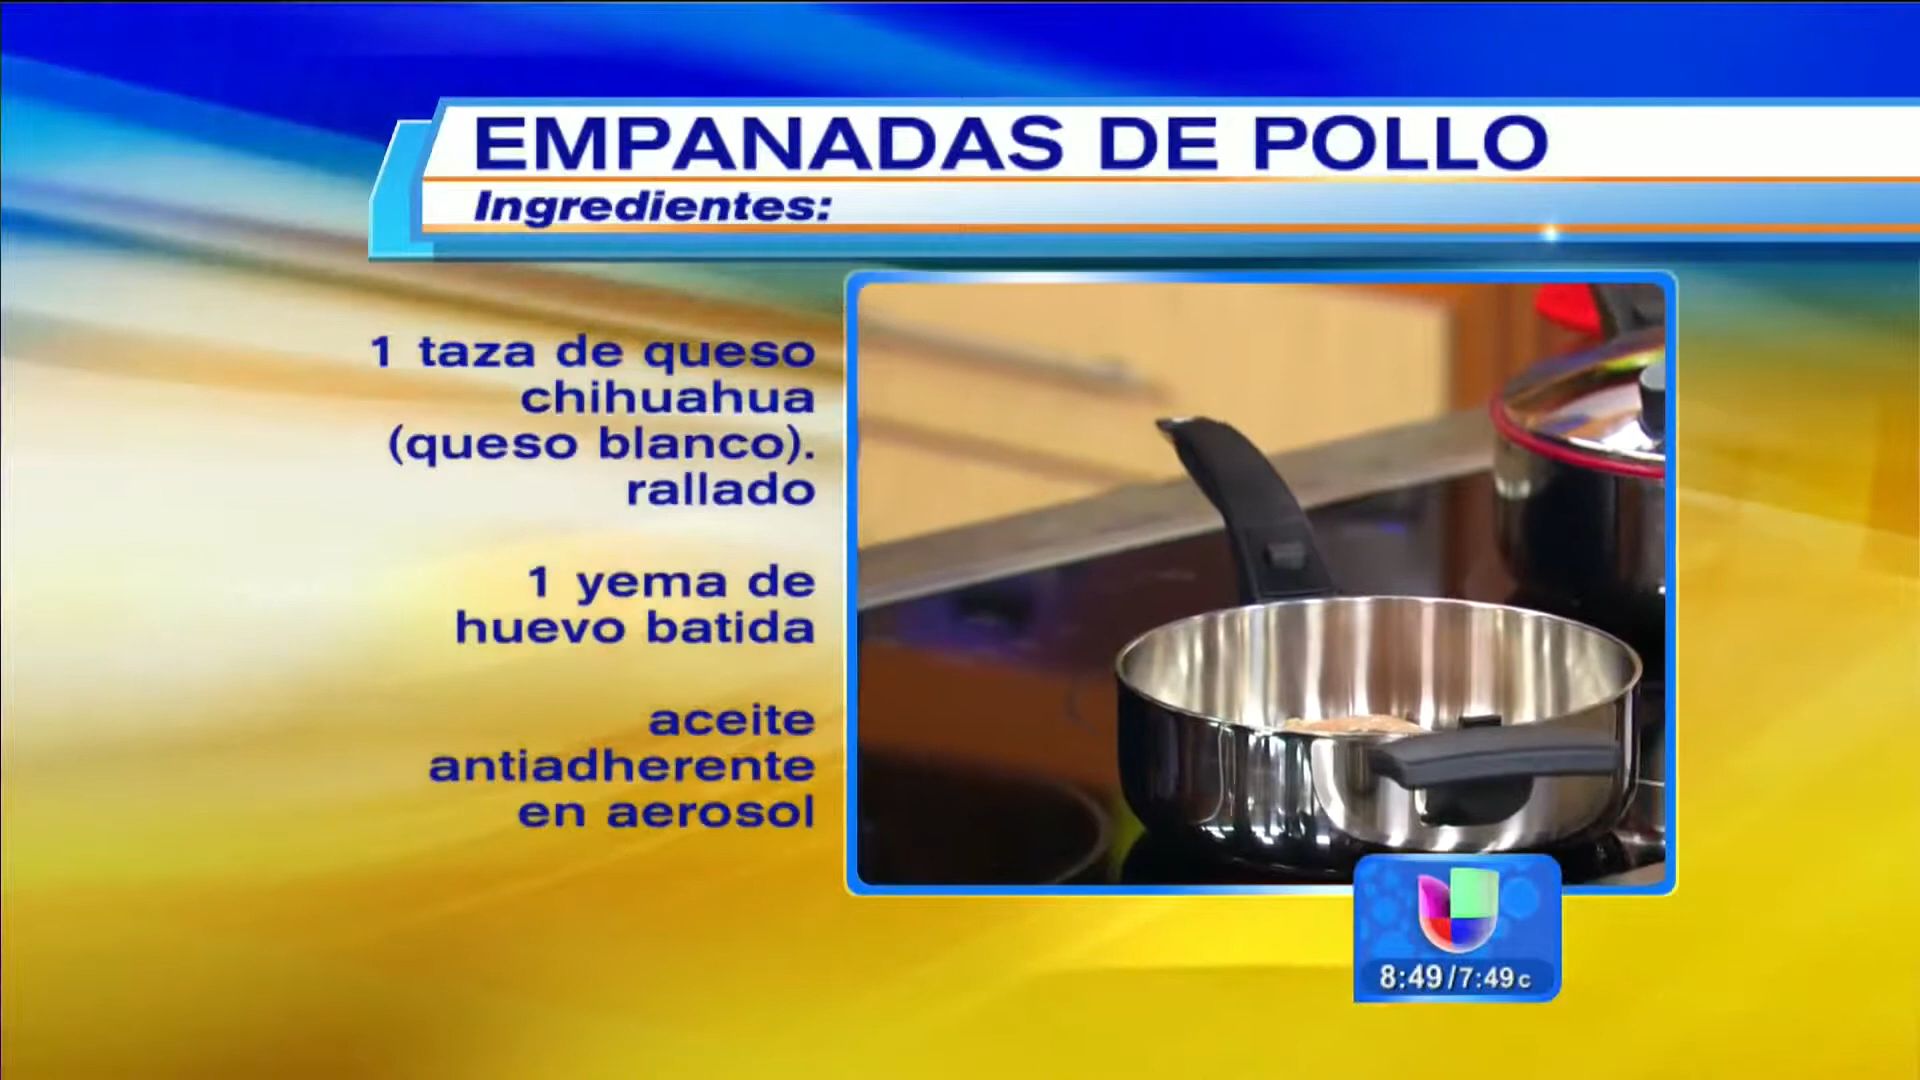 EMPANADAS DE POLLO
Ingredientes:
1 taza de queso
chihuahua
(queso blanco).
rallado
1 yema de
huevo batida
aceite
antiadherente
en aerosol
8:49/7:49c